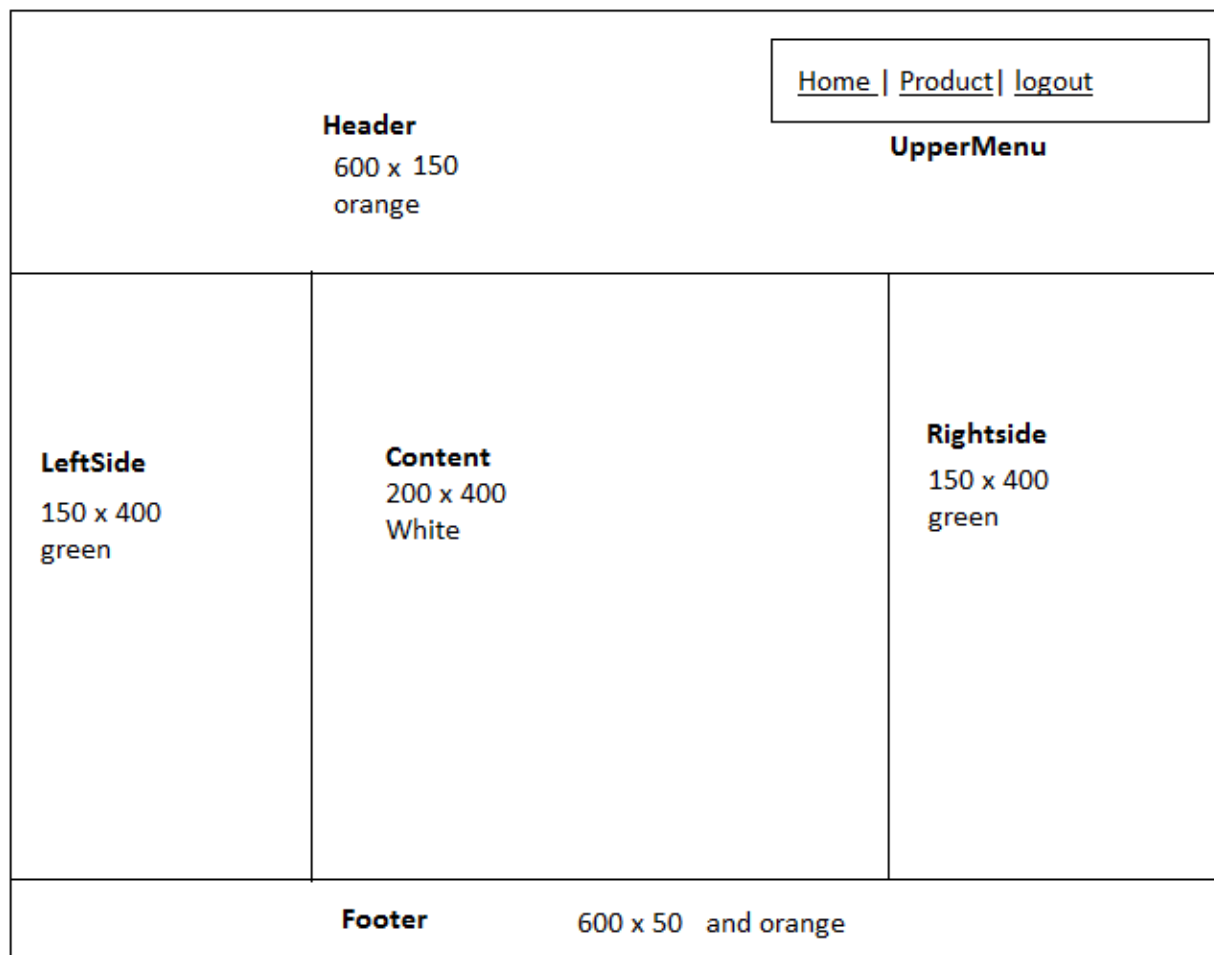 Home | Product| logout
Header
UpperMenu
600 x 150
orange
LeftSide
150 x 400
green
Content
200 x 400
White
Rightside
150 x 400
green
Footer 600 x 50 and orange